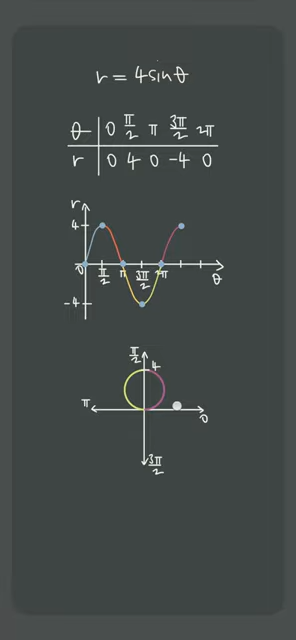 r = 4sinθ
θ 0 π/2 π 3π/2 2π
r 0 4 0 -4 0
r
4
0 π/2 π 3π/2 2π θ
-4
π/2
4
π 0
3π/2